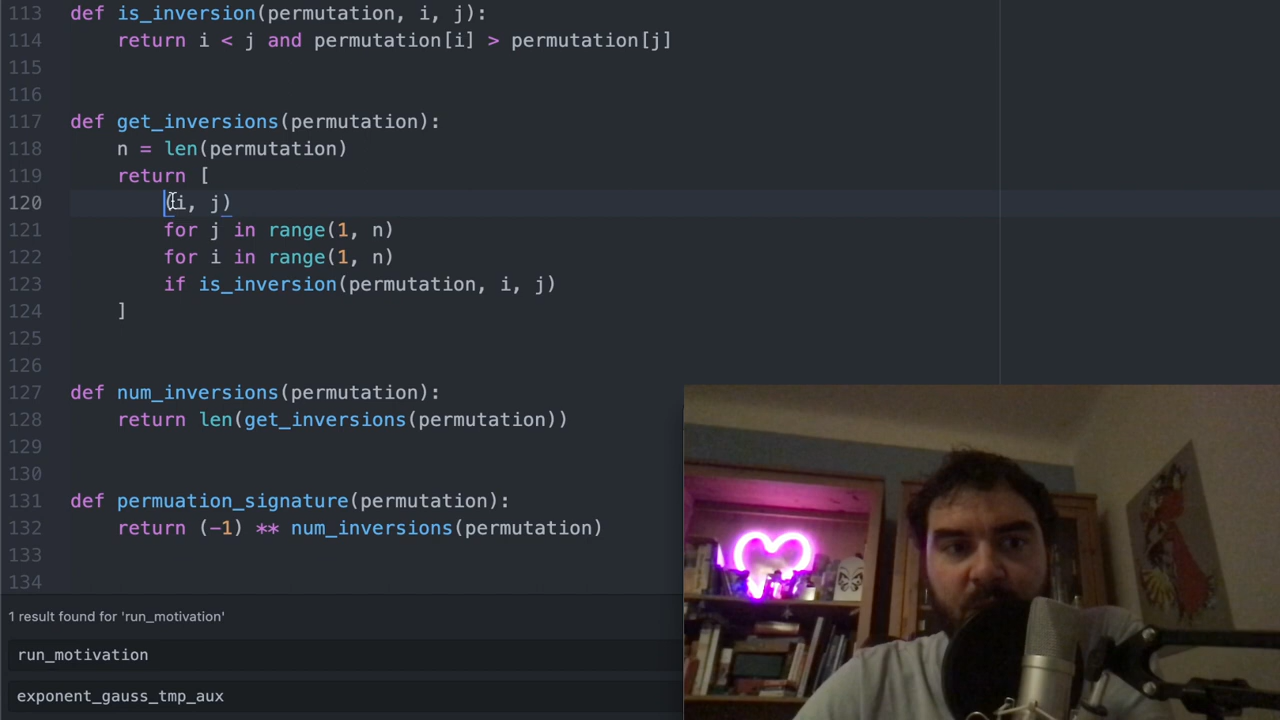 113 def is_inversion(permutation, i, j):
114     return i < j and permutation[i] > permutation[j]
115
116
117 def get_inversions(permutation):
118     n = len(permutation)
119     return [
120         (i, j)
121         for j in range(1, n)
122         for i in range(1, n)
123         if is_inversion(permutation, i, j)
124     ]
125
126
127 def num_inversions(permutation):
128     return len(get_inversions(permutation))
129
130
131 def permuation_signature(permutation):
132     return (-1) ** num_inversions(permutation)
133
134
1 result found for 'run_motivation'
run_motivation
exponent_gauss_tmp_aux